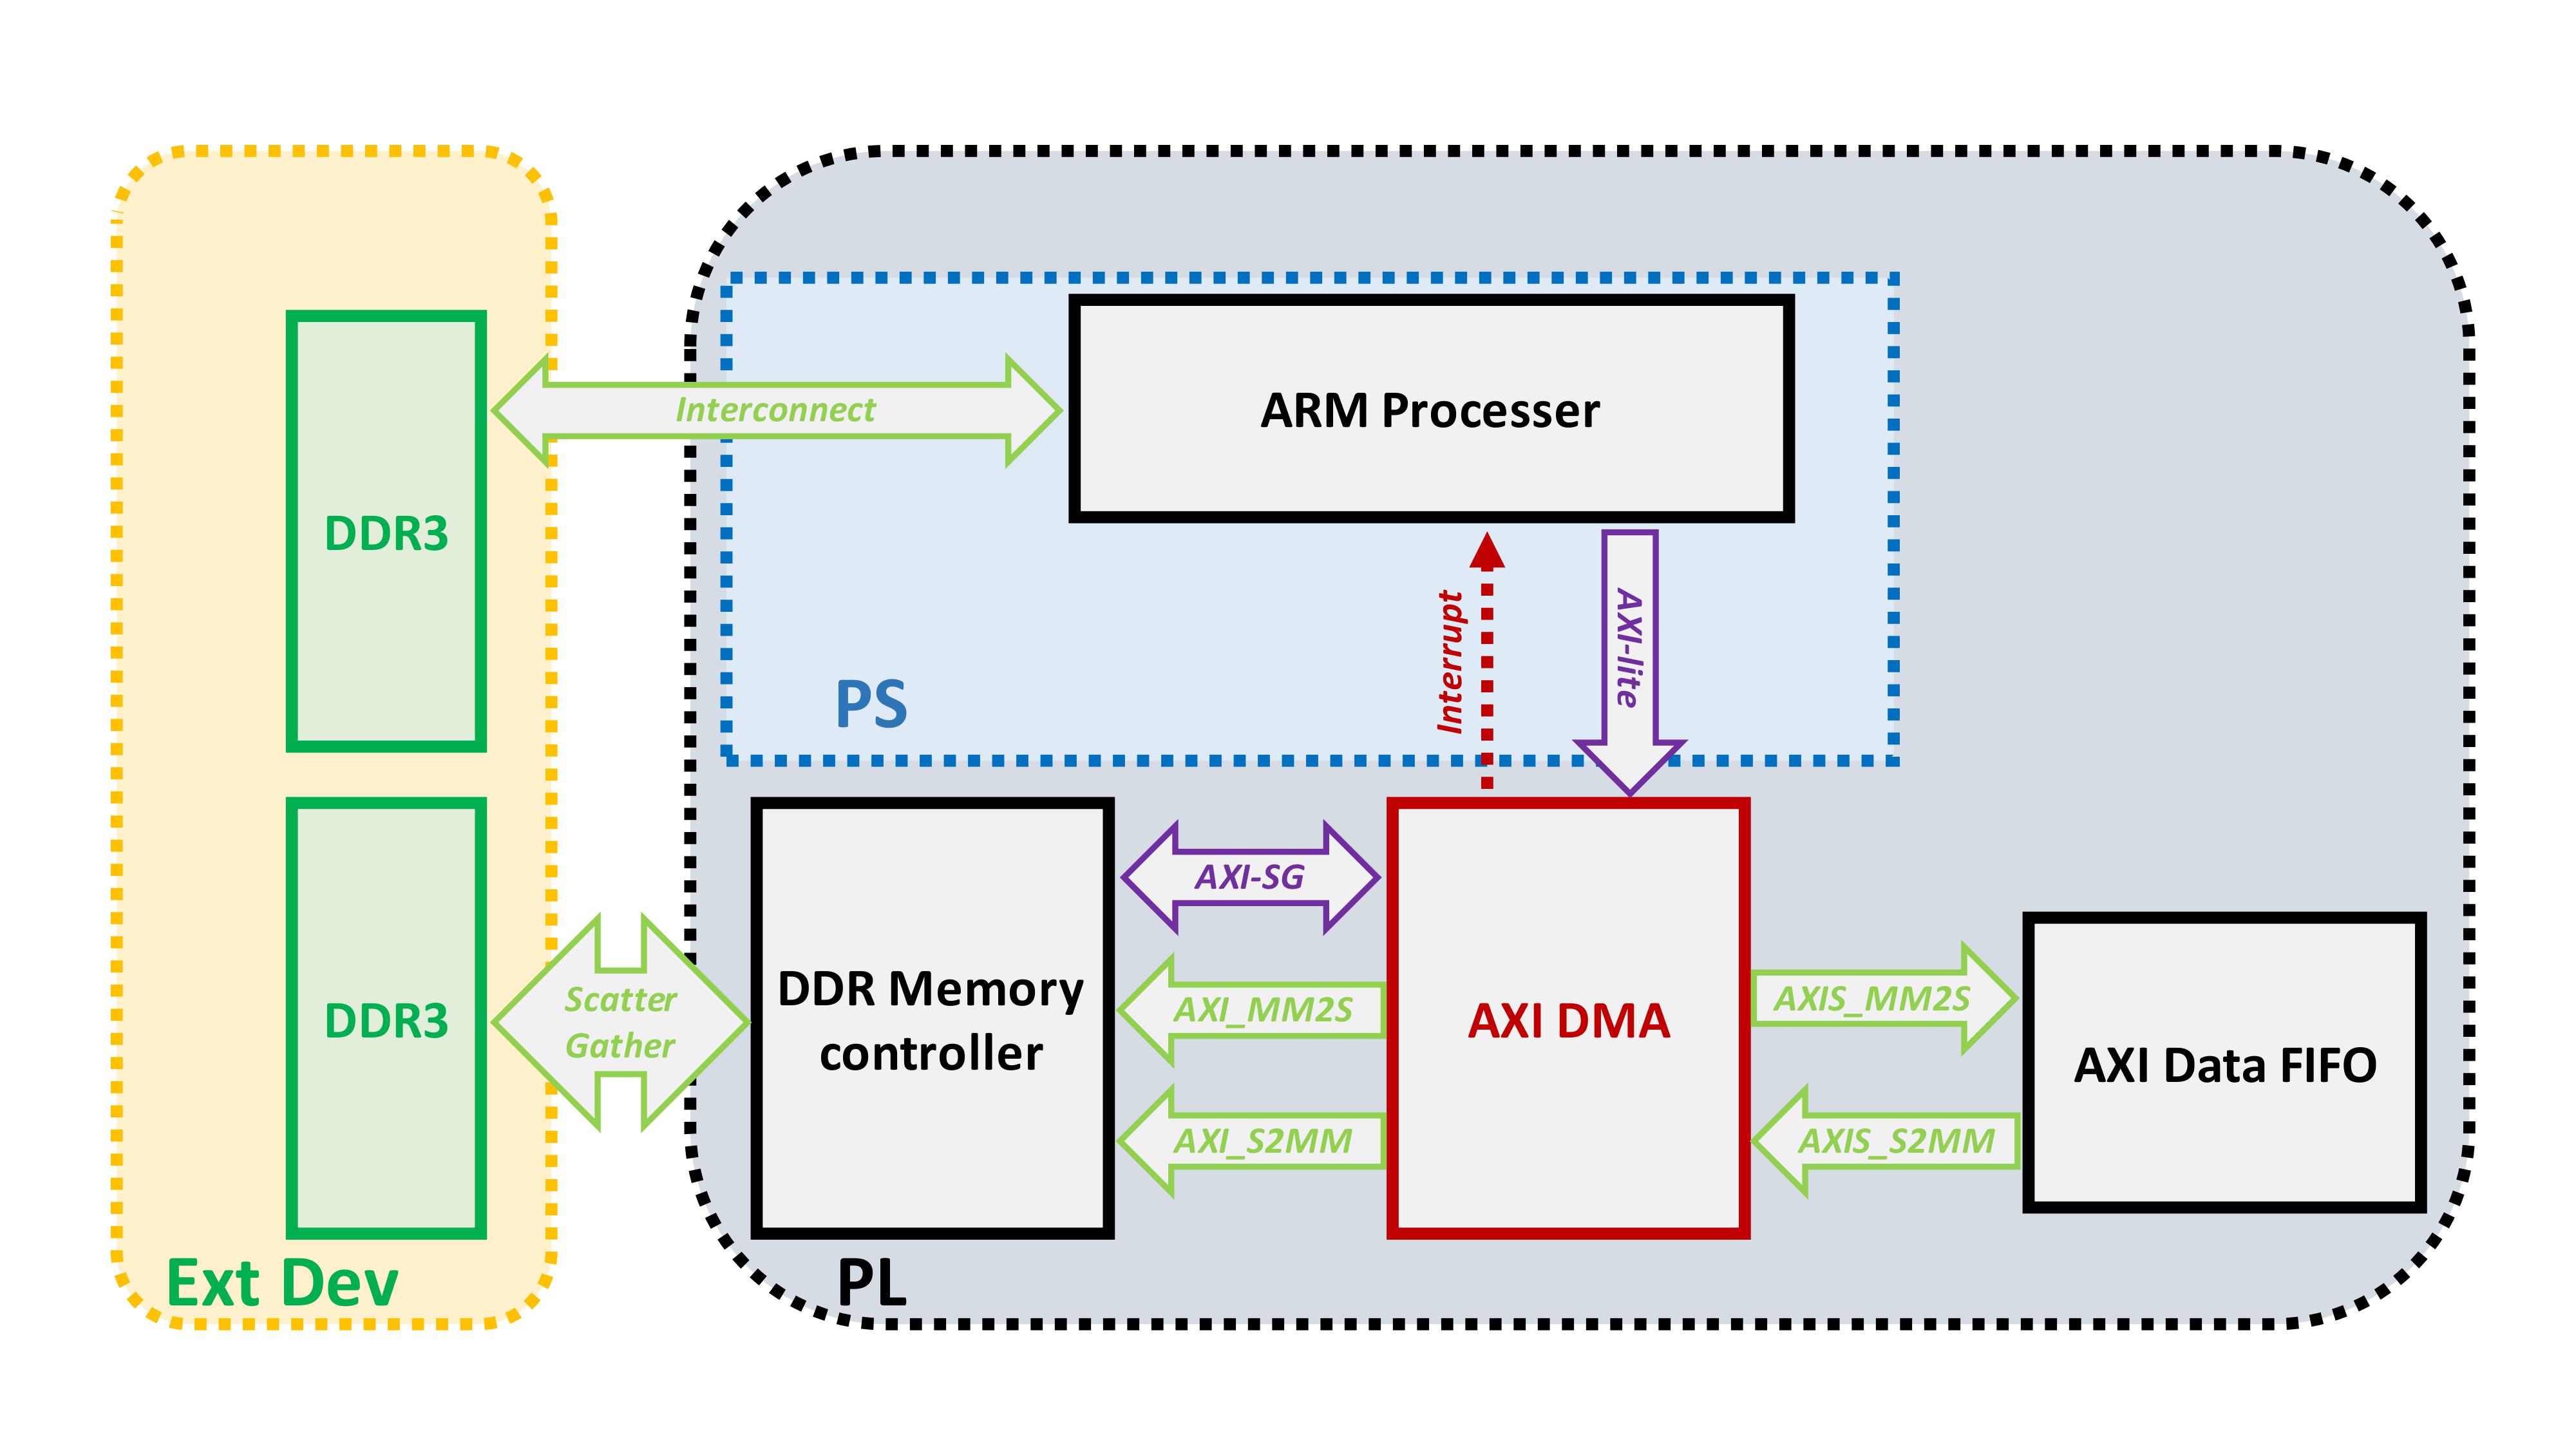 DDR3
Interconnect
ARM Processer
Interrupt
AXI-lite
PS
DDR3
Scatter
Gather
DDR Memory
controller
AXI-SG
AXI_MM2S
AXI_S2MM
AXI DMA
AXIS_MM2S
AXIS_S2MM
AXI Data FIFO
Ext Dev
PL